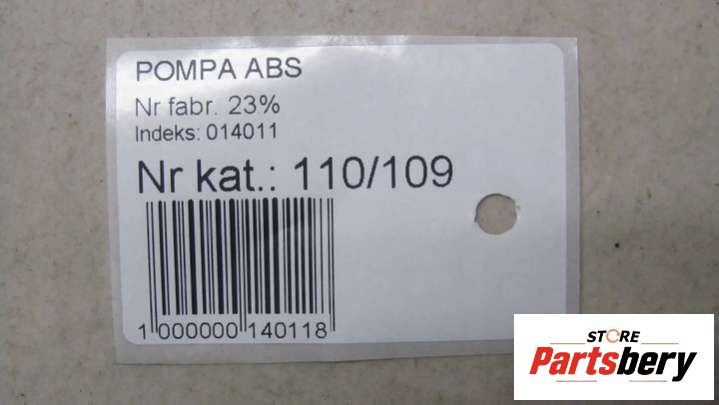 POMPA ABS
Nr fabr. 23%
Indeks: 014011
Nr kat.: 110/109
1 000000 140118
STORE
Partsbery